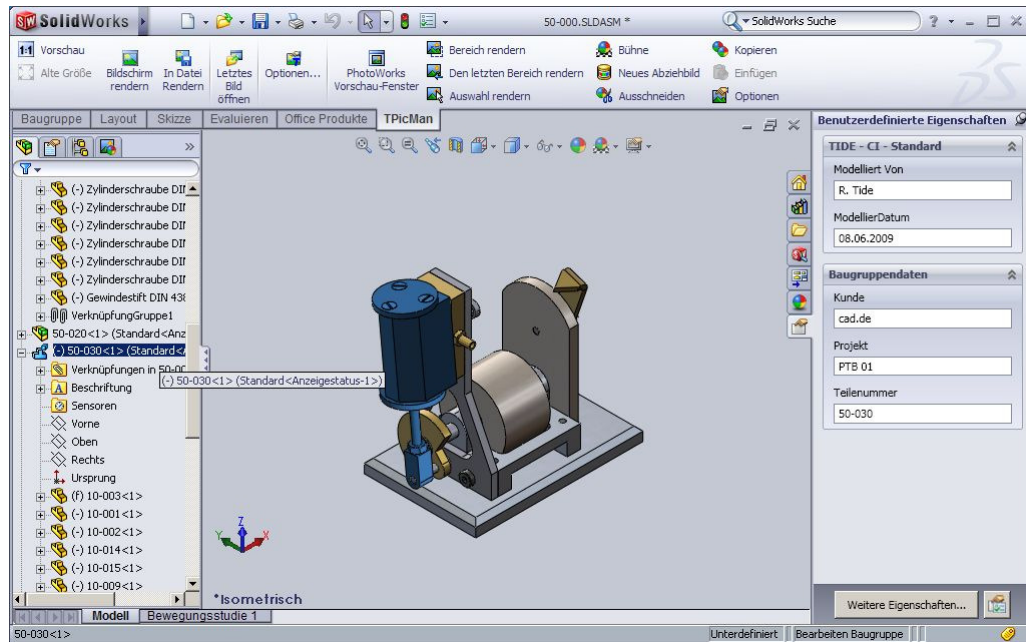 SolidWorks
50-000.SLDASM *
SolidWorks Suche
1:1 Vorschau
Alte Größe
Bildschirm rendern
In Datei Rendern
Letztes Bild öffnen
Optionen...
PhotoWorks Vorschau-Fenster
Bereich rendern
Den letzten Bereich rendern
Auswahl rendern
Bühne
Neues Abziehbild
Ausschneiden
Kopieren
Einfügen
Optionen
Baugruppe Layout Skizze Evaluieren Office Produkte TPicMan
(-) Zylinderschraube DIN
(-) Zylinderschraube DIN
(-) Zylinderschraube DIN
(-) Zylinderschraube DIN
(-) Zylinderschraube DIN
(-) Zylinderschraube DIN
(-) Gewindestift DIN 438
VerknüpfungGruppe1
50-020<1> (Standard<Anz
(-) 50-030<1> (Standard<A
Verknüpfungen in 50-00
(-) 50-030<1> (Standard<Anzeigestatus-1>)
Beschriftung
Sensoren
Vorne
Oben
Rechts
Ursprung
(f) 10-003<1>
(-) 10-001<1>
(-) 10-002<1>
(-) 10-014<1>
(-) 10-015<1>
(-) 10-009<1>
Z
Y X
*Isometrisch
Modell Bewegungsstudie 1
Benutzerdefinierte Eigenschaften
TIDE - CI - Standard
Modelliert Von
R. Tide
ModellierDatum
08.06.2009
Baugruppendaten
Kunde
cad.de
Projekt
PTB 01
Teilenummer
50-030
Weitere Eigenschaften...
50-030<1>
Unterdefiniert
Bearbeiten Baugruppe